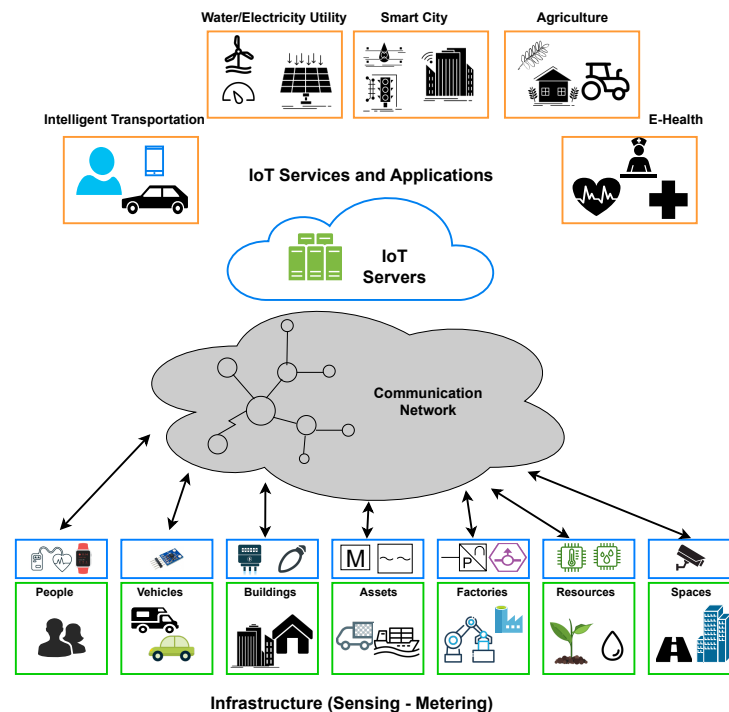 Water/Electricity Utility
Smart City
Agriculture
Intelligent Transportation
E-Health
IoT Services and Applications
IoT
Servers
Communication
Network
M
P
People
Vehicles
Buildings
Assets
Factories
Resources
Spaces
Infrastructure (Sensing - Metering)